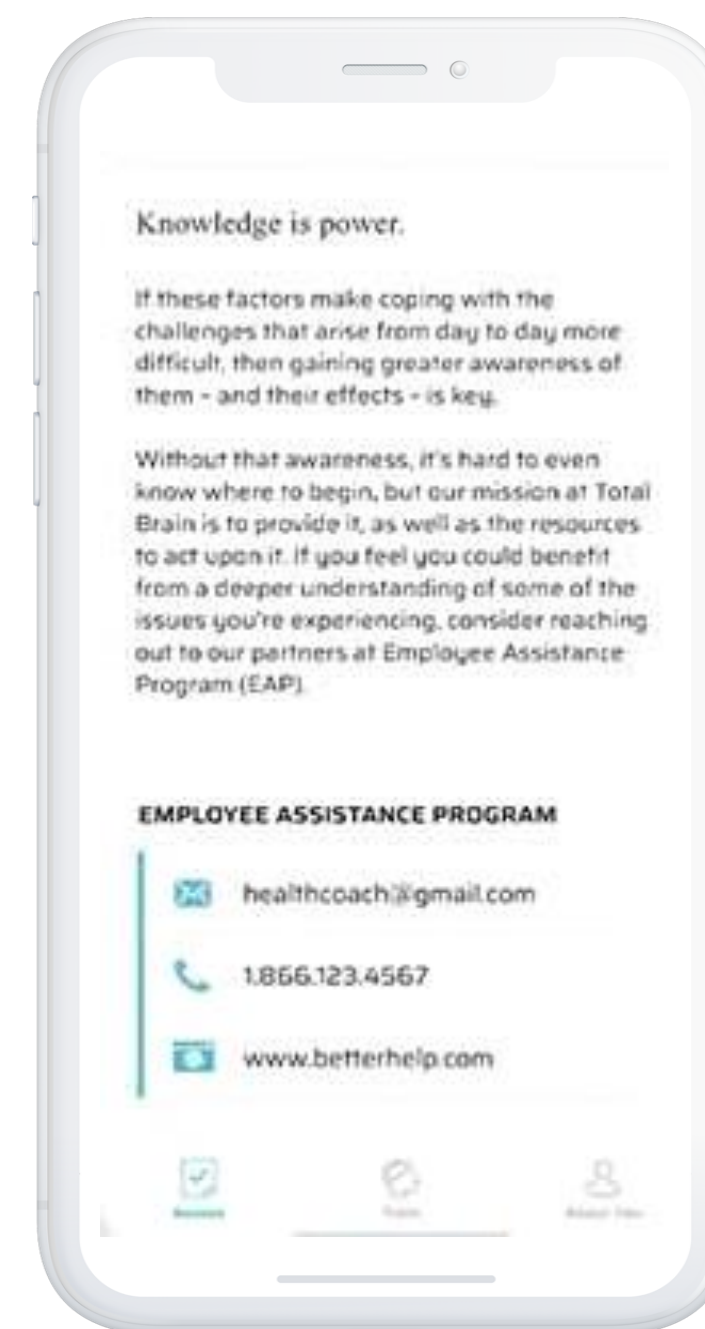 Knowledge is power.
If these factors make coping with the
challenges that arise from day to day more
difficult, then gaining greater awareness of
them - and their effects - is key.
Without that awareness, it's hard to even
know where to begin, but our mission at Total
Brain is to provide it, as well as the resources
to act upon it. If you feel you could benefit
from a deeper understanding of some of the
issues you're experiencing, consider reaching
out to our partners at Employee Assistance
Program (EAP).
EMPLOYEE ASSISTANCE PROGRAM
healthcoach@gmail.com
1.866.123.4567
www.betterhelp.com